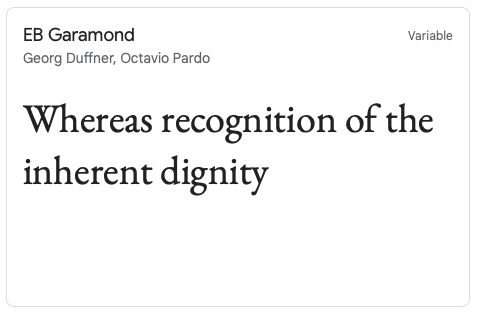 EB Garamond
Variable
Georg Duffner, Octavio Pardo
Whereas recognition of the
inherent dignity